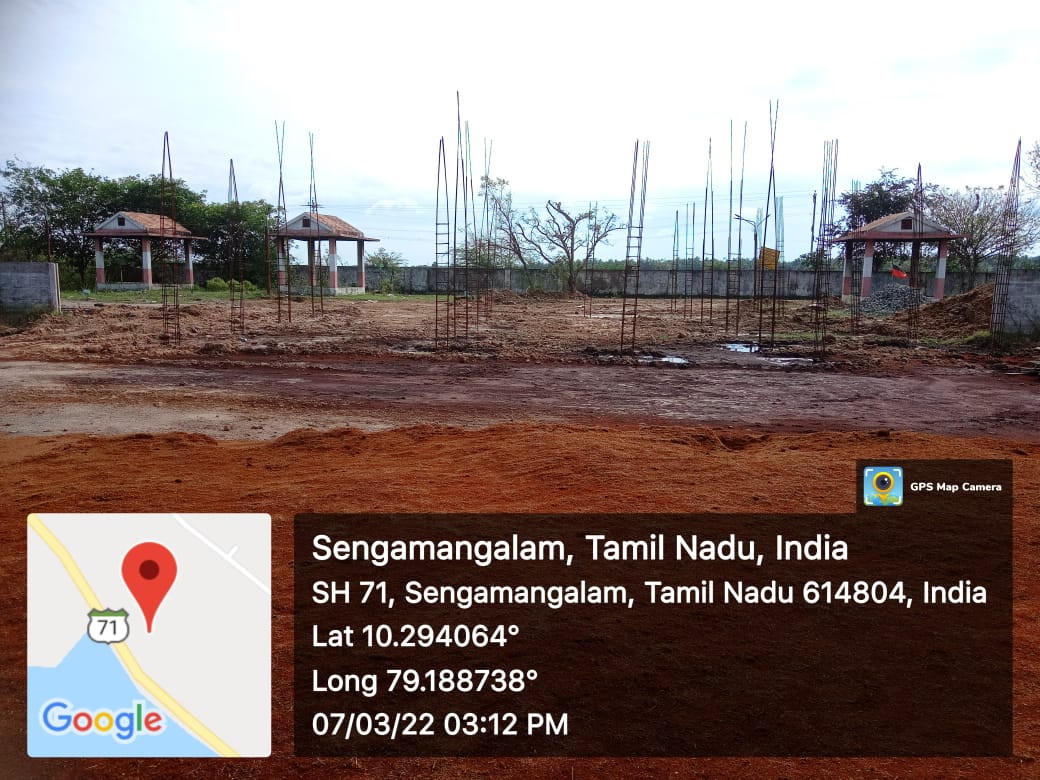 GPS Map Camera
Sengamangalam, Tamil Nadu, India
SH 71, Sengamangalam, Tamil Nadu 614804, India
Lat 10.294064°
Long 79.188738°
07/03/22 03:12 PM
71
Google